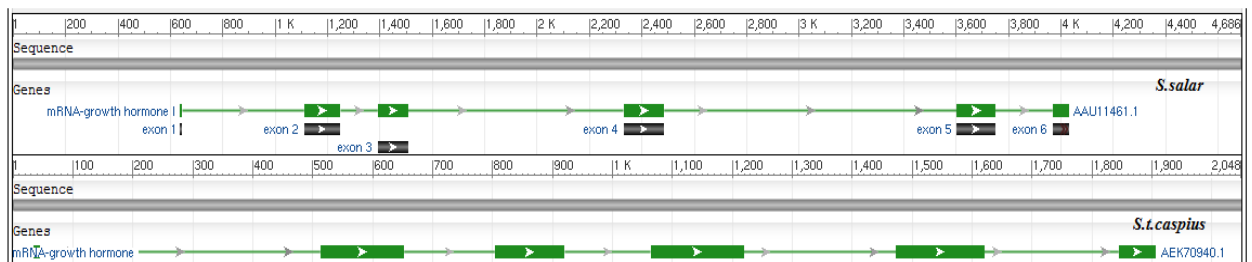 1 200 400 600 800 1 K 1,200 1,400 1,600 1,800 2 K 2,200 2,400 2,600 2,800 3 K 3,200 3,400 3,600 3,800 4 K 4,200 4,400 4,686
Sequence
Genes
S.salar
mRNA-growth hormone I AAU11461.1
exon 1 exon 2 exon 4 exon 5 exon 6
exon 3
1 100 200 300 400 500 600 700 800 900 1 K 1,100 1,200 1,300 1,400 1,500 1,600 1,700 1,800 1,900 2,048
Sequence
Genes
S.t.caspius
mRNA-growth hormone AEK70940.1